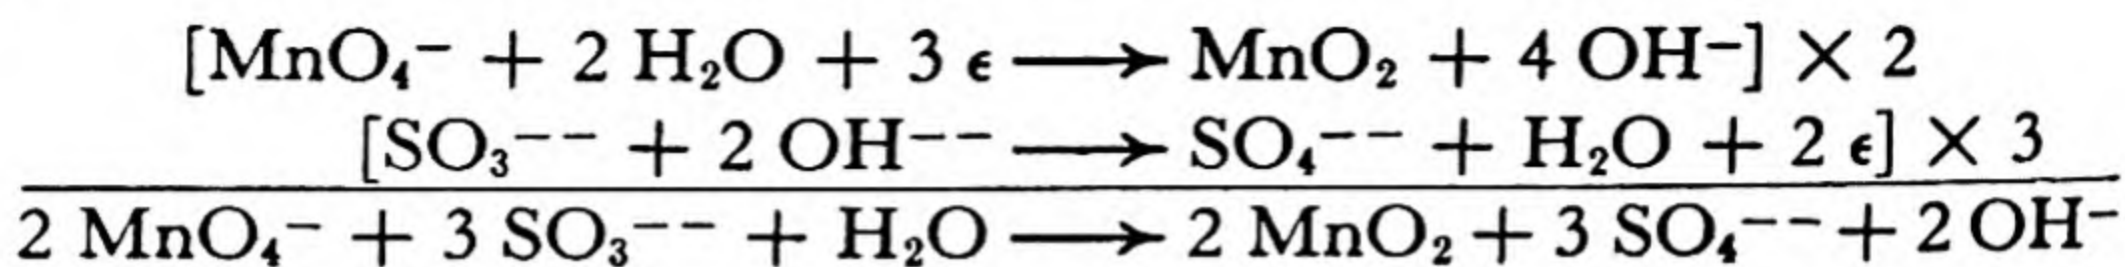 [MnO₄⁻ + 2 H₂O + 3 ϵ ⟶ MnO₂ + 4 OH⁻] × 2
[SO₃⁻⁻ + 2 OH⁻⁻ ⟶ SO₄⁻⁻ + H₂O + 2 ϵ] × 3
2 MnO₄⁻ + 3 SO₃⁻⁻ + H₂O ⟶ 2 MnO₂ + 3 SO₄⁻⁻ + 2 OH⁻